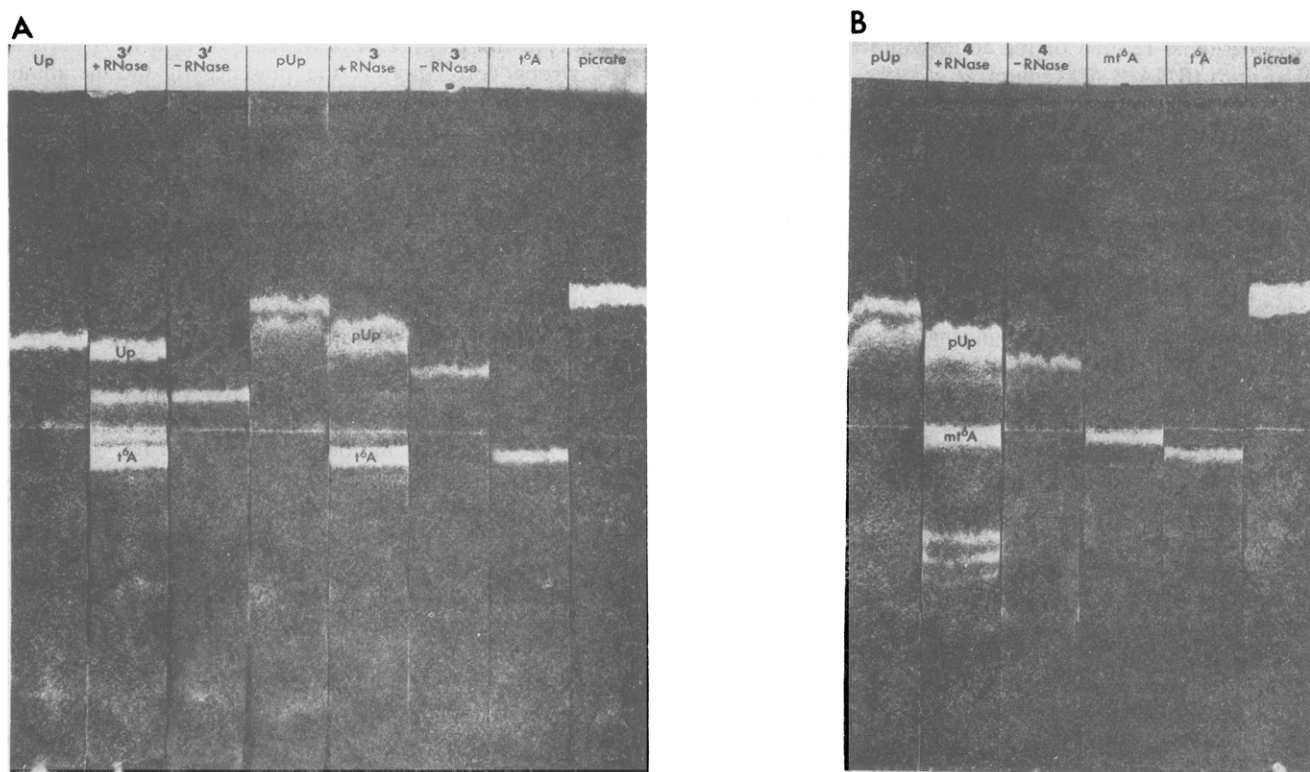 A
Up 3' +RNase 3' -RNase pUp 3 +RNase 3 -RNase t⁶A picrate
Up
pUp
t⁶A
t⁶A
B
pUp 4 +RNase 4 -RNase mt⁶A t⁶A picrate
pUp
mt⁶A